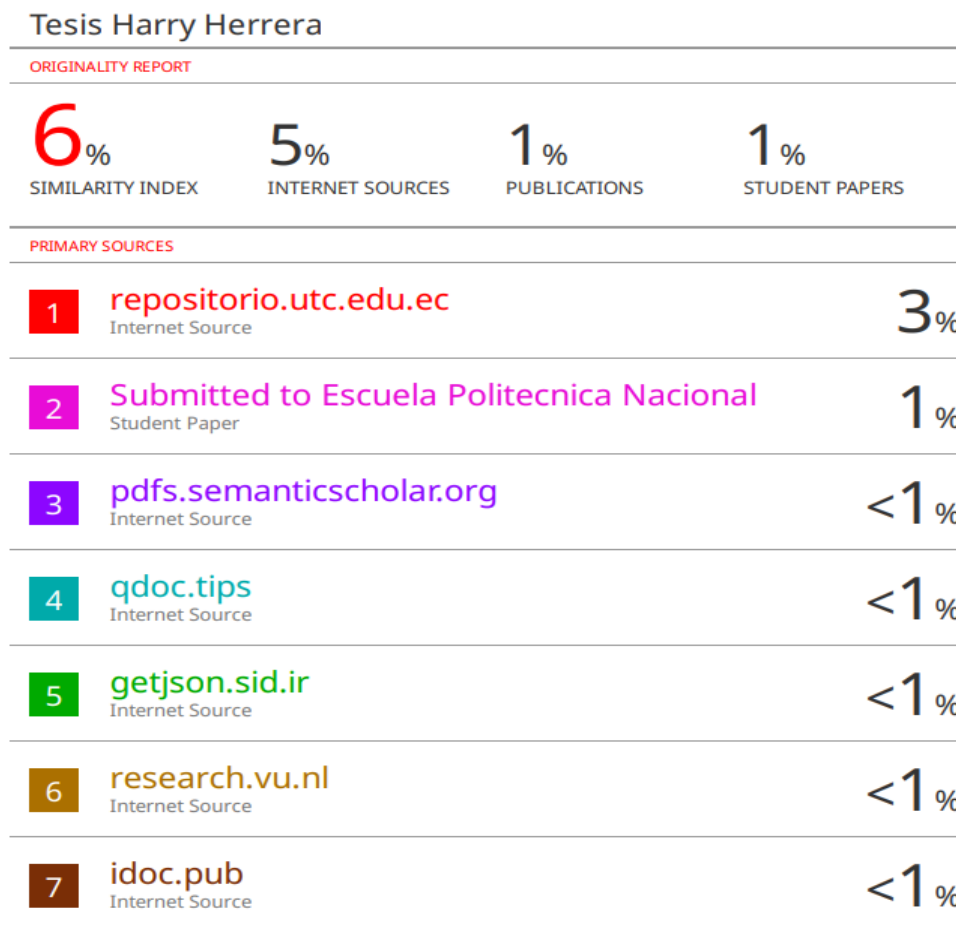 Tesis Harry Herrera
ORIGINALITY REPORT
6% 5% 1% 1%
SIMILARITY INDEX INTERNET SOURCES PUBLICATIONS STUDENT PAPERS
PRIMARY SOURCES
1 repositorio.utc.edu.ec 3%
Internet Source
2 Submitted to Escuela Politecnica Nacional 1%
Student Paper
3 pdfs.semanticscholar.org <1%
Internet Source
4 qdoc.tips <1%
Internet Source
5 getjson.sid.ir <1%
Internet Source
6 research.vu.nl <1%
Internet Source
7 idoc.pub <1%
Internet Source